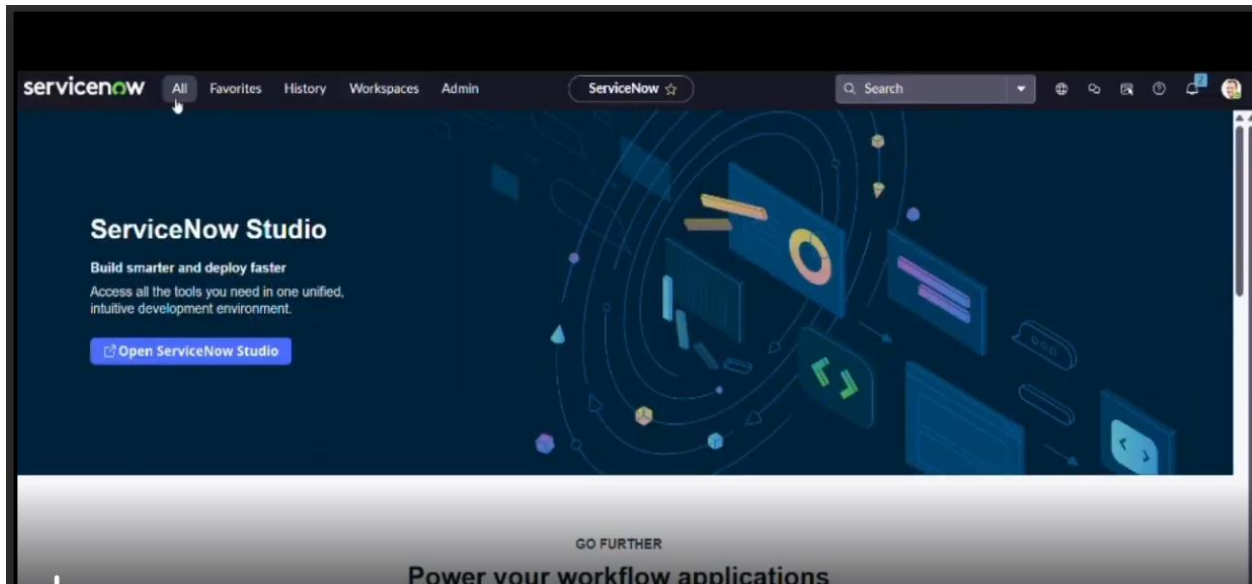 servicenow All Favorites History Workspaces Admin ServiceNow Search 2
ServiceNow Studio
Build smarter and deploy faster
Access all the tools you need in one unified,
intuitive development environment.
Open ServiceNow Studio
GO FURTHER
Power your workflow applications